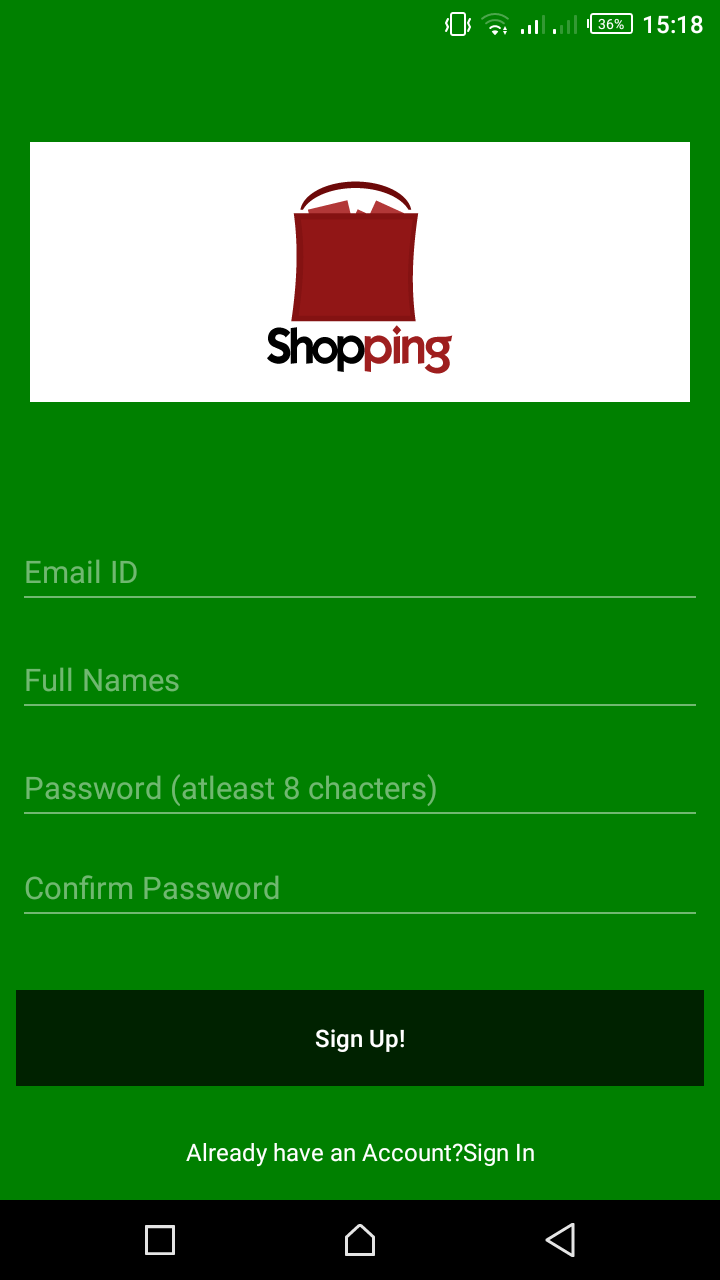 36% 15:18
Shopping
Email ID
Full Names
Password (atleast 8 chacters)
Confirm Password
Sign Up!
Already have an Account?Sign In